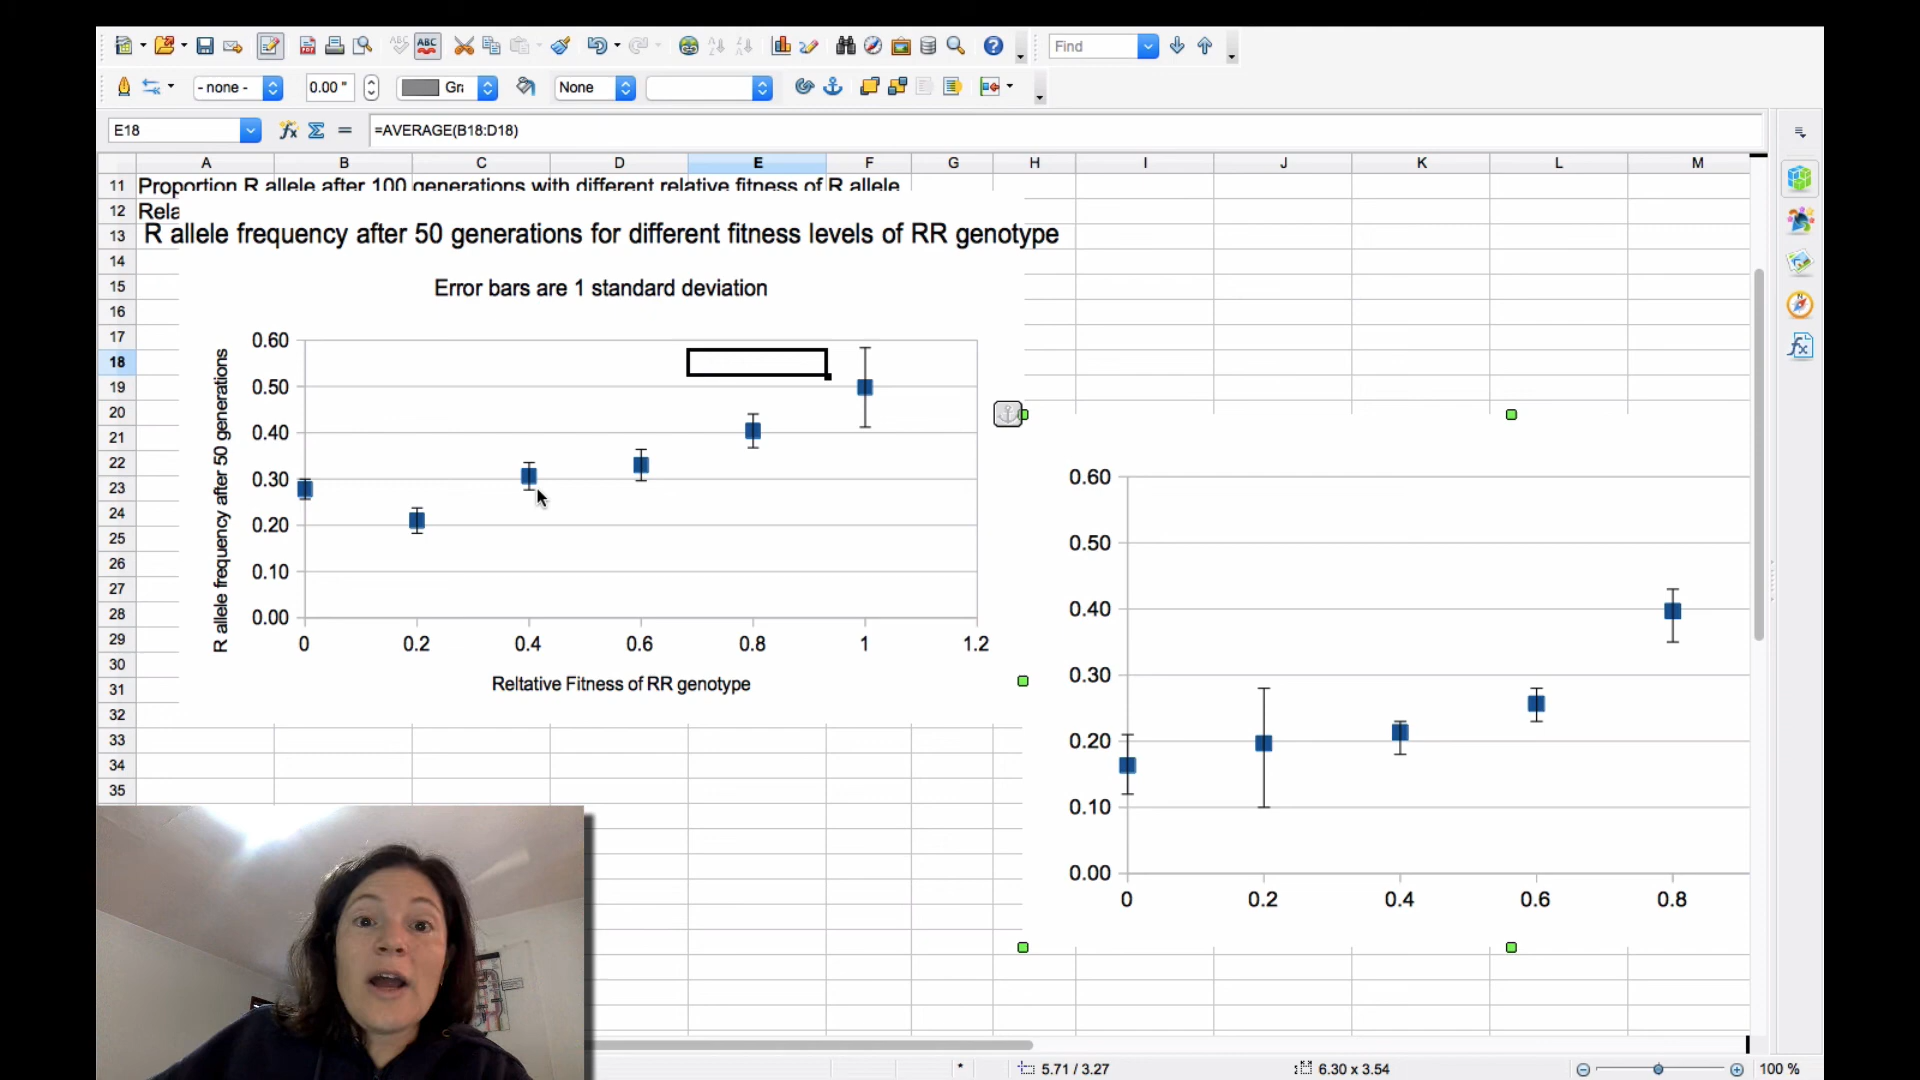 Find
- none -
0.00 "
Gr
None
E18
=AVERAGE(B18:D18)
A B C D E F G H I J K L M
11 Proportion R allele after 100 generations with different relative fitness of R allele
12 Rela
13 R allele frequency after 50 generations for different fitness levels of RR genotype
14
15 Error bars are 1 standard deviation
16
17
18
19
20
21
22
23
24
25
26
27
28
29
30
31
32
33
34
35
R allele frequency after 50 generations
0.60
0.50
0.40
0.30
0.20
0.10
0.00
0 0.2 0.4 0.6 0.8 1 1.2
Reltative Fitness of RR genotype
0.60
0.50
0.40
0.30
0.20
0.10
0.00
0 0.2 0.4 0.6 0.8
* 5.71 / 3.27 6.30 x 3.54 100 %